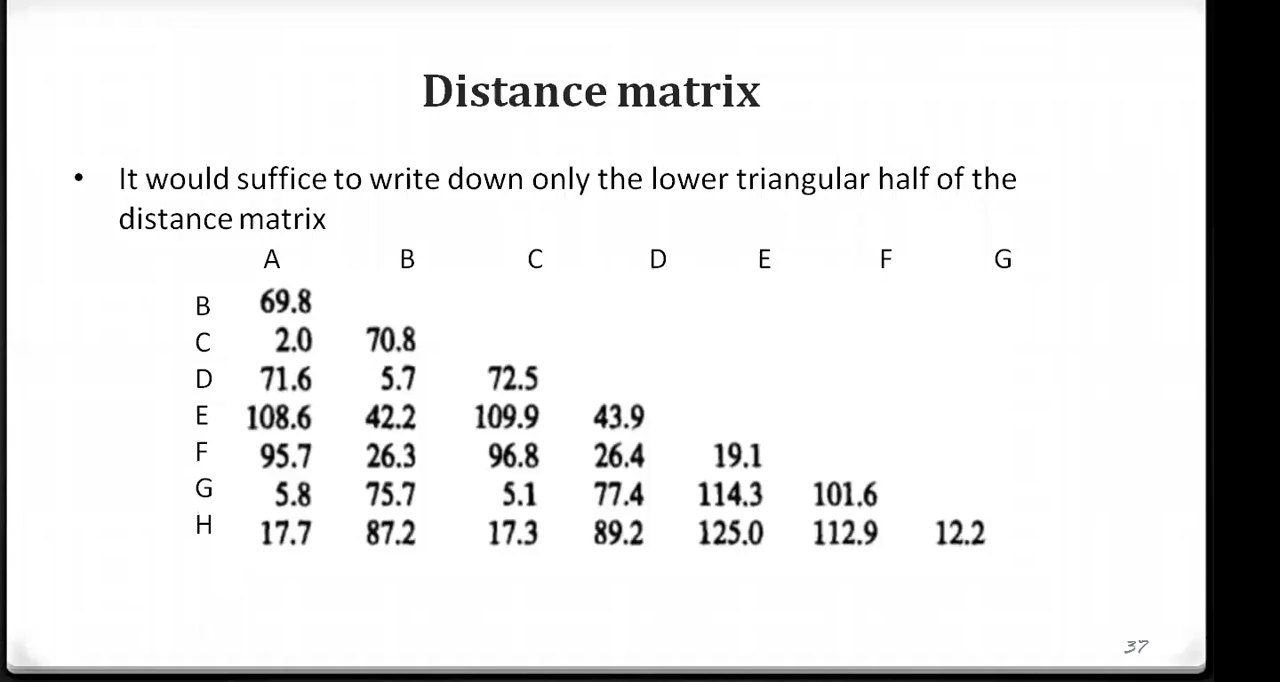 Distance matrix
• It would suffice to write down only the lower triangular half of the
distance matrix
A B C D E F G
B 69.8
C 2.0 70.8
D 71.6 5.7 72.5
E 108.6 42.2 109.9 43.9
F 95.7 26.3 96.8 26.4 19.1
G 5.8 75.7 5.1 77.4 114.3 101.6
H 17.7 87.2 17.3 89.2 125.0 112.9 12.2
37